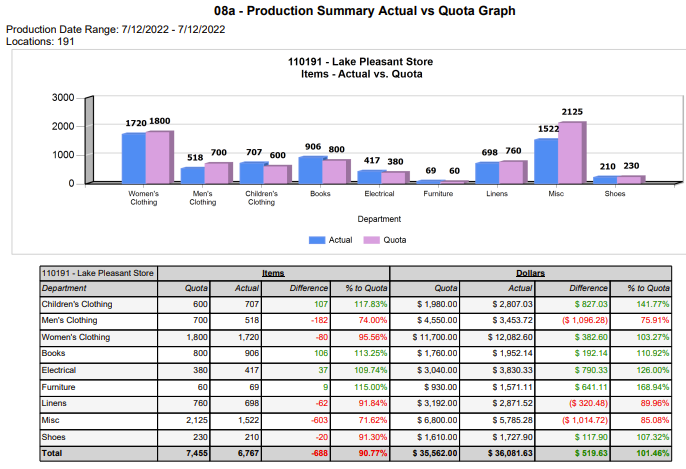 08a - Production Summary Actual vs Quota Graph
Production Date Range: 7/12/2022 - 7/12/2022
Locations: 191
110191 - Lake Pleasant Store
Items - Actual vs. Quota
3000
2000
1000
0
1720 1800
518 700
707 600
906 800
417 380
69 60
698 760
1522 2125
210 230
Women's Clothing
Men's Clothing
Children's Clothing
Books
Electrical
Furniture
Linens
Misc
Shoes
Department
Actual Quota
110191 - Lake Pleasant Store Items Dollars
Department Quota Actual Difference % to Quota Quota Actual Difference % to Quota
Children's Clothing 600 707 107 117.83% $ 1,980.00 $ 2,807.03 $ 827.03 141.77%
Men's Clothing 700 518 -182 74.00% $ 4,550.00 $ 3,453.72 ($ 1,096.28) 75.91%
Women's Clothing 1,800 1,720 -80 95.56% $ 11,700.00 $ 12,082.60 $ 382.60 103.27%
Books 800 906 106 113.25% $ 1,760.00 $ 1,952.14 $ 192.14 110.92%
Electrical 380 417 37 109.74% $ 3,040.00 $ 3,830.33 $ 790.33 126.00%
Furniture 60 69 9 115.00% $ 930.00 $ 1,571.11 $ 641.11 168.94%
Linens 760 698 -62 91.84% $ 3,192.00 $ 2,871.52 ($ 320.48) 89.96%
Misc 2,125 1,522 -603 71.62% $ 6,800.00 $ 5,785.28 ($ 1,014.72) 85.08%
Shoes 230 210 -20 91.30% $ 1,610.00 $ 1,727.90 $ 117.90 107.32%
Total 7,455 6,767 -688 90.77% $ 35,562.00 $ 36,081.63 $ 519.63 101.46%